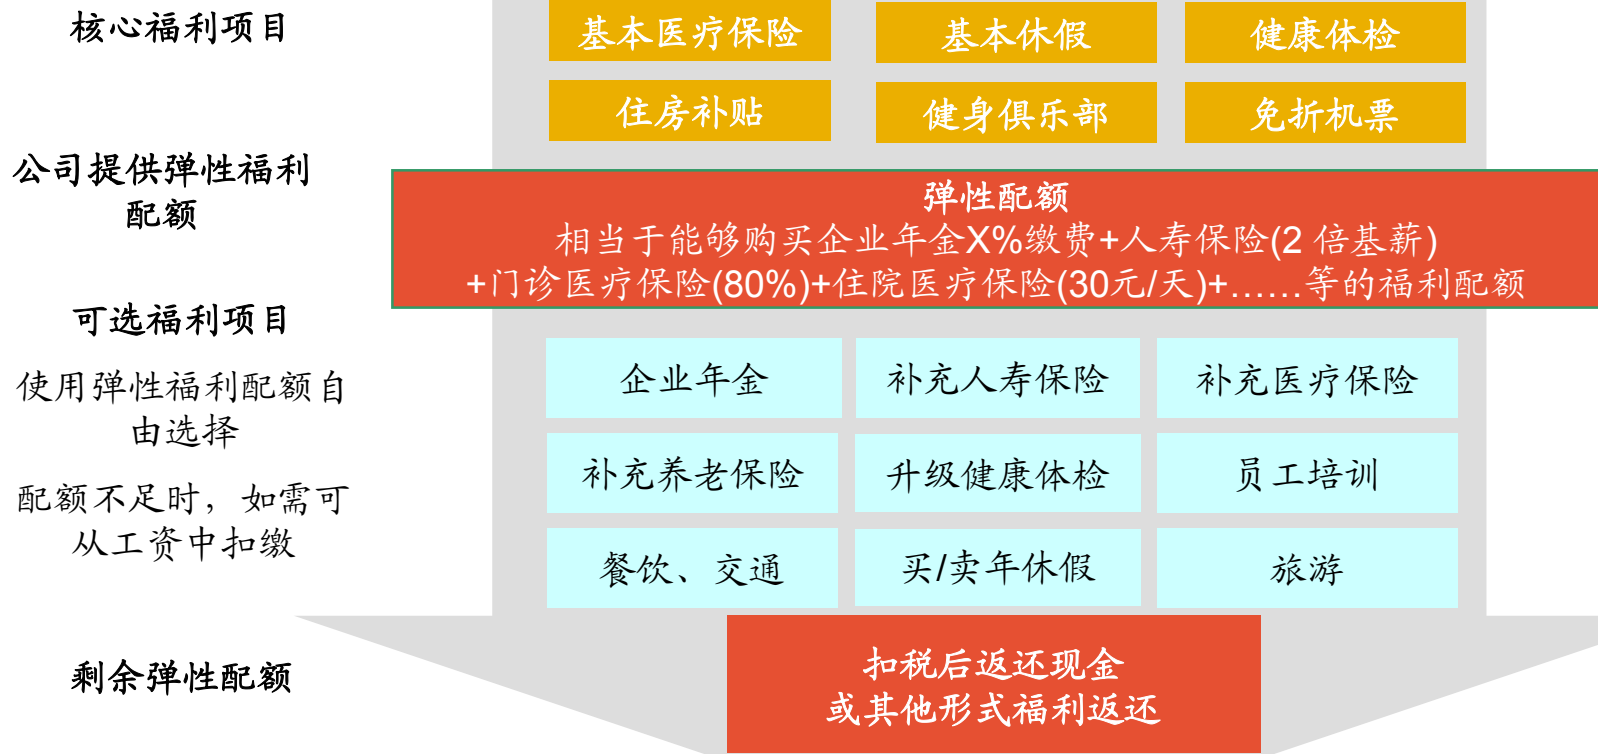 核心福利项目
基本医疗保险
基本休假
健康体检
住房补贴
健身俱乐部
免折机票
公司提供弹性福利
配额
弹性配额
相当于能够购买企业年金X%缴费+人寿保险(2 倍基薪)
+门诊医疗保险(80%)+住院医疗保险(30元/天)+......等的福利配额
可选福利项目
使用弹性福利配额自
由选择
配额不足时，如需可
从工资中扣缴
企业年金
补充人寿保险
补充医疗保险
补充养老保险
升级健康体检
员工培训
餐饮、交通
买/卖年休假
旅游
剩余弹性配额
扣税后返还现金
或其他形式福利返还